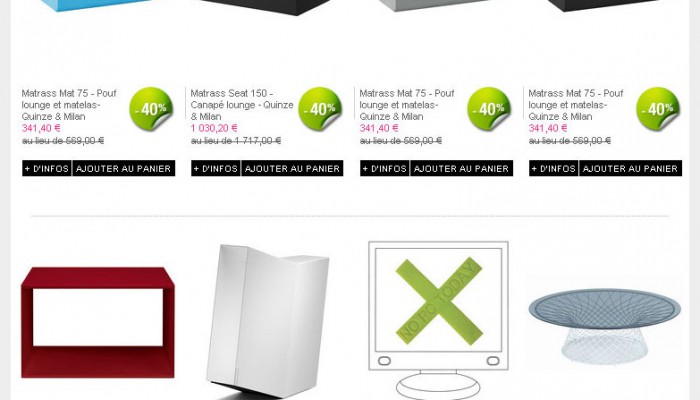 Matrass Mat 75 - Pouf
lounge et matelas-
Quinze & Milan
341,40 €
au lieu de 569,00 €
- 40%
+ D'INFOS AJOUTER AU PANIER
Matrass Seat 150 -
Canapé lounge - Quinze
& Milan
1 030,20 €
au lieu de 1 717,00 €
- 40%
+ D'INFOS AJOUTER AU PANIER
Matrass Mat 75 - Pouf
lounge et matelas-
Quinze & Milan
341,40 €
au lieu de 569,00 €
- 40%
+ D'INFOS AJOUTER AU PANIER
Matrass Mat 75 - Pouf
lounge et matelas-
Quinze & Milan
341,40 €
au lieu de 569,00 €
- 40%
+ D'INFOS AJOUTER AU PANIER
NO PC TODAY